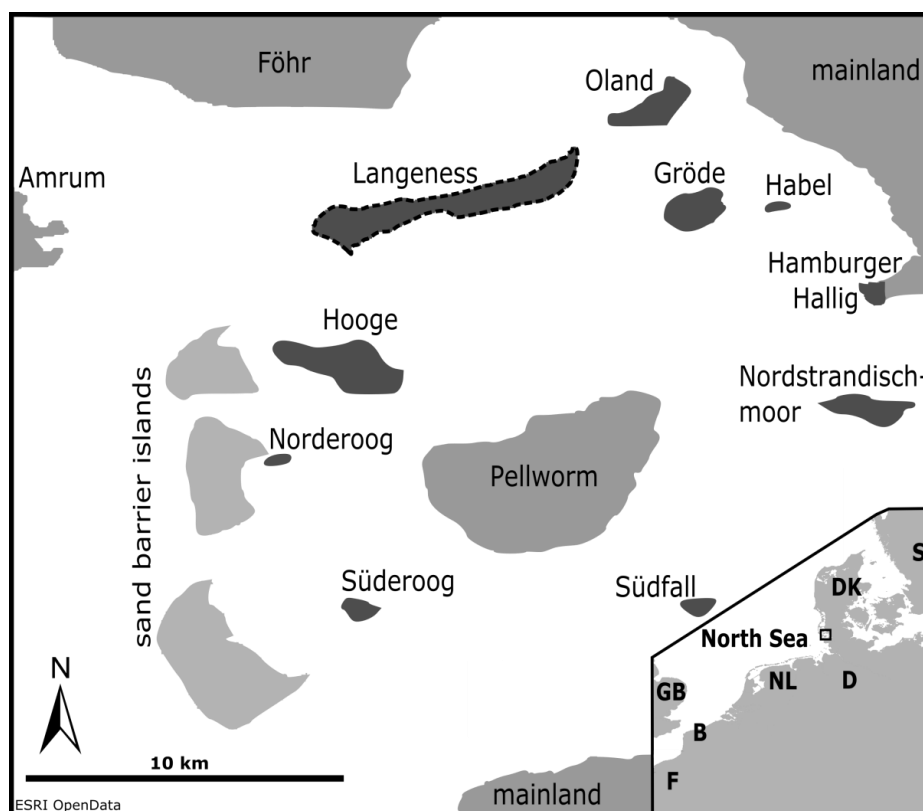 Föhr
mainland
Oland
Amrum
Langeness
Gröde
Habel
Hamburger
Hallig
Hooge
Nordstrandisch-
moor
sand barrier islands
Norderoog
Pellworm
Süderoog
Südfall
S
DK
North Sea
N
GB
NL
D
B
F
10 km
mainland
ESRI OpenData